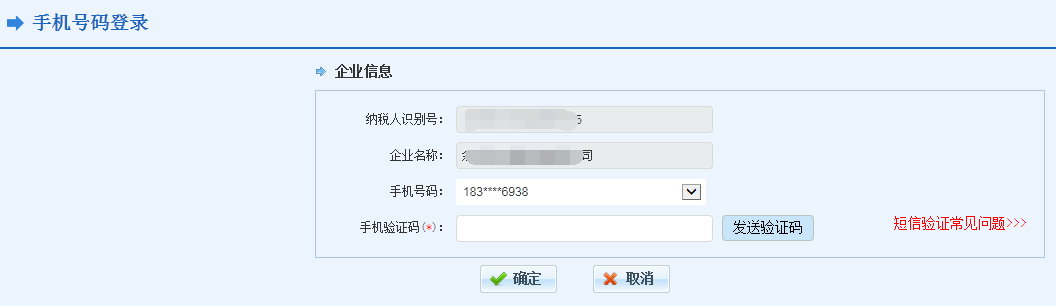 手机号码登录
企业信息
纳税人识别号： 5
企业名称： 司
手机号码： 183****6938
手机验证码(*)： 发送验证码 短信验证常见问题>>>
确定 取消